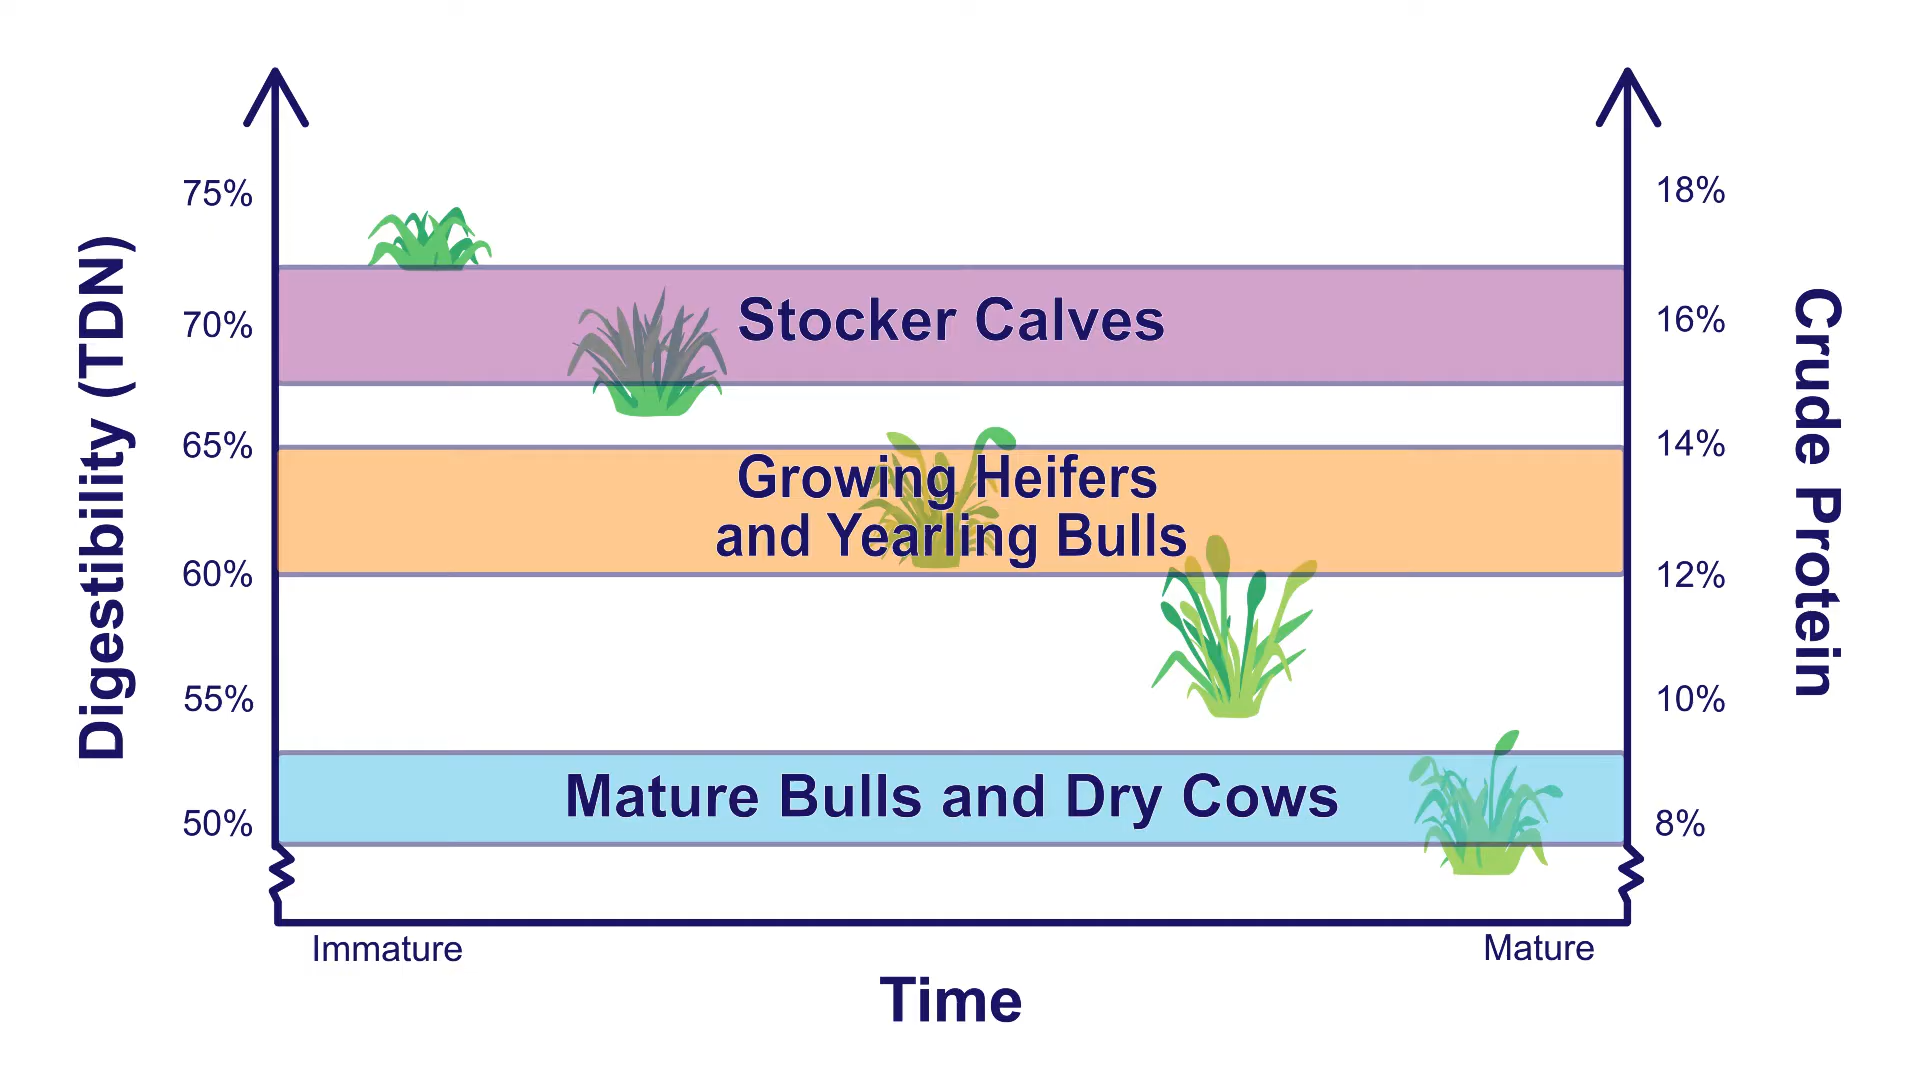 Digestibility (TDN)
75%
70%
65%
60%
55%
50%
Stocker Calves
Growing Heifers
and Yearling Bulls
Mature Bulls and Dry Cows
18%
16%
14%
12%
10%
8%
Crude Protein
Immature
Mature
Time